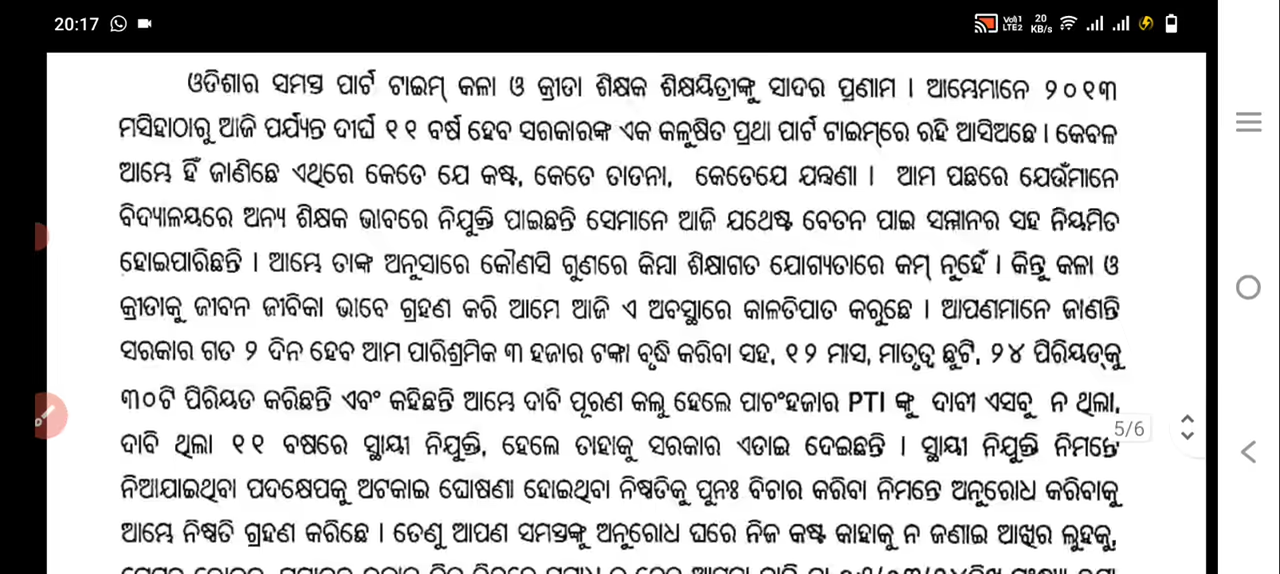 20:17
Vol) 1 LTE2 20 KB/s
ଓଡିଶାର ସମସ୍ତ ପାର୍ଟ ଟାଇମ୍ କଳା ଓ କ୍ରୀଡା ଶିକ୍ଷକ ଶିକ୍ଷୟିତ୍ରୀଙ୍କୁ ସାଦର ପ୍ରଣାମ । ଆମ୍ଭେମାନେ ୨୦୧୩
ମସିହାଠାରୁ ଆଜି ପର୍ଯ୍ୟନ୍ତ ଦୀର୍ଘ ୧୧ ବର୍ଷ ହେବ ସରକାରଙ୍କ ଏକ କଳୁଷିତ ପ୍ରଥା ପାର୍ଟ ଟାଇମ୍‌ରେ ରହି ଆସିଅଛେ । କେବଳ
ଆମ୍ଭେ ହିଁ ଜାଣିଛେ ଏଥିରେ କେତେ ଯେ କଷ୍ଟ, କେତେ ତାଡନା, କେତେଯେ ଯନ୍ତ୍ରଣା । ଆମ ପଛରେ ଯେଉଁମାନେ
ବିଦ୍ୟାଳୟରେ ଅନ୍ୟ ଶିକ୍ଷକ ଭାବରେ ନିଯୁକ୍ତି ପାଇଛନ୍ତି ସେମାନେ ଆଜି ଯଥେଷ୍ଟ ବେତନ ପାଇ ସମ୍ମାନର ସହ ନିୟମିତ
ହୋଇପାରିଛନ୍ତି । ଆମ୍ଭେ ତାଙ୍କ ଅନୁସାରେ କୌଣସି ଗୁଣରେ କିମ୍ବା ଶିକ୍ଷାଗତ ଯୋଗ୍ୟତାରେ କମ୍ ନୁହେଁ । କିନ୍ତୁ କଳା ଓ
କ୍ରୀଡାକୁ ଜୀବନ ଜୀବିକା ଭାବେ ଗ୍ରହଣ କରି ଆମେ ଆଜି ଏ ଅବସ୍ଥାରେ କାଳତିପାତ କରୁଛେ । ଆପଣମାନେ ଜାଣନ୍ତି
ସରକାର ଗତ ୨ ଦିନ ହେବ ଆମ ପାରିଶ୍ରମିକ ୩ ହଜାର ଟଙ୍କା ବୃଦ୍ଧି କରିବା ସହ, ୧୨ ମାସ, ମାତୃତ୍ୱ ଛୁଟି, ୨୪ ପିରିୟଡ୍‌କୁ
୩୦ଟି ପିରିୟଡ କରିଛନ୍ତି ଏବଂ କହିଛନ୍ତି ଆମ୍ଭେ ଦାବି ପୂରଣ କଲୁ ହେଲେ ପାଚଂହଜାର PTI ଙ୍କୁ ଦାବୀ ଏସବୁ ନ ଥିଲା,
ଦାବି ଥିଲା ୧୧ ବଷରେ ସ୍ଥାୟୀ ନିଯୁକ୍ତି, ହେଲେ ତାହାକୁ ସରକାର ଏଡାଇ ଦେଇଛନ୍ତି । ସ୍ଥାୟୀ ନିଯୁକ୍ତି ନିମନ୍ତେ
5/6
ନିଆଯାଇଥିବା ପଦକ୍ଷେପକୁ ଅଟକାଇ ଘୋଷଣା ହୋଇଥିବା ନିଷ୍ପତିକୁ ପୁନଃ ବିଚାର କରିବା ନିମନ୍ତେ ଅନୁରୋଧ କରିବାକୁ
ଆମ୍ଭେ ନିଷ୍ପତି ଗ୍ରହଣ କରିଛେ । ତେଣୁ ଆପଣ ସମସ୍ତଙ୍କୁ ଅନୁରୋଧ ଘରେ ନିଜ କଷ୍ଟ କାହାକୁ ନ ଜଣାଇ ଆଖିର ଲୁହକୁ,